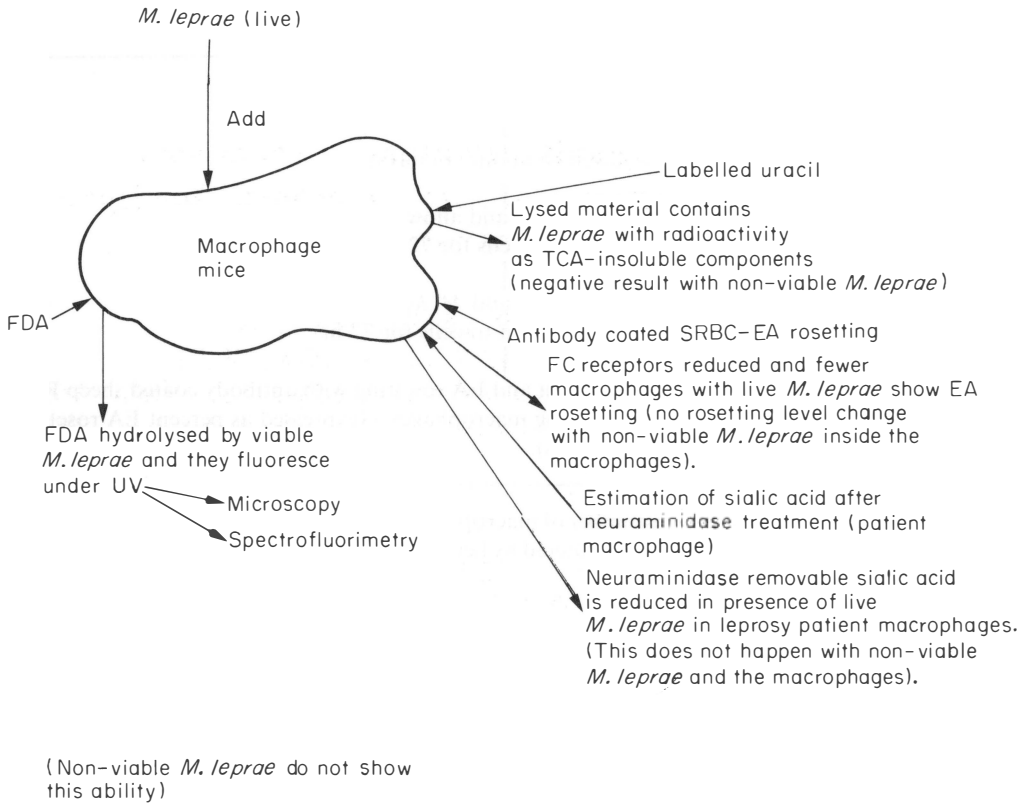 M. leprae (live)
Add
Macrophage
mice
FDA
FDA hydrolysed by viable
M. leprae and they fluoresce
under UV
Microscopy
Spectrofluorimetry
Labelled uracil
Lysed material contains
M. leprae with radioactivity
as TCA-insoluble components
(negative result with non-viable M. leprae)
Antibody coated SRBC-EA rosetting
FC receptors reduced and fewer
macrophages with live M. leprae show EA
rosetting (no rosetting level change
with non-viable M. leprae inside the
macrophages).
Estimation of sialic acid after
neuraminidase treatment (patient
macrophage)
Neuraminidase removable sialic acid
is reduced in presence of live
M. leprae in leprosy patient macrophages.
(This does not happen with non-viable
M. leprae and the macrophages).
(Non-viable M. leprae do not show
this ability)